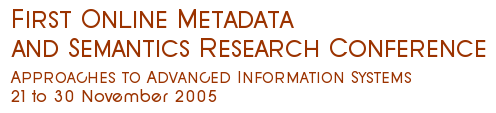 First Online Metadata
and Semantics Research Conference
Approaches to Advanced Information Systems
21 to 30 November 2005